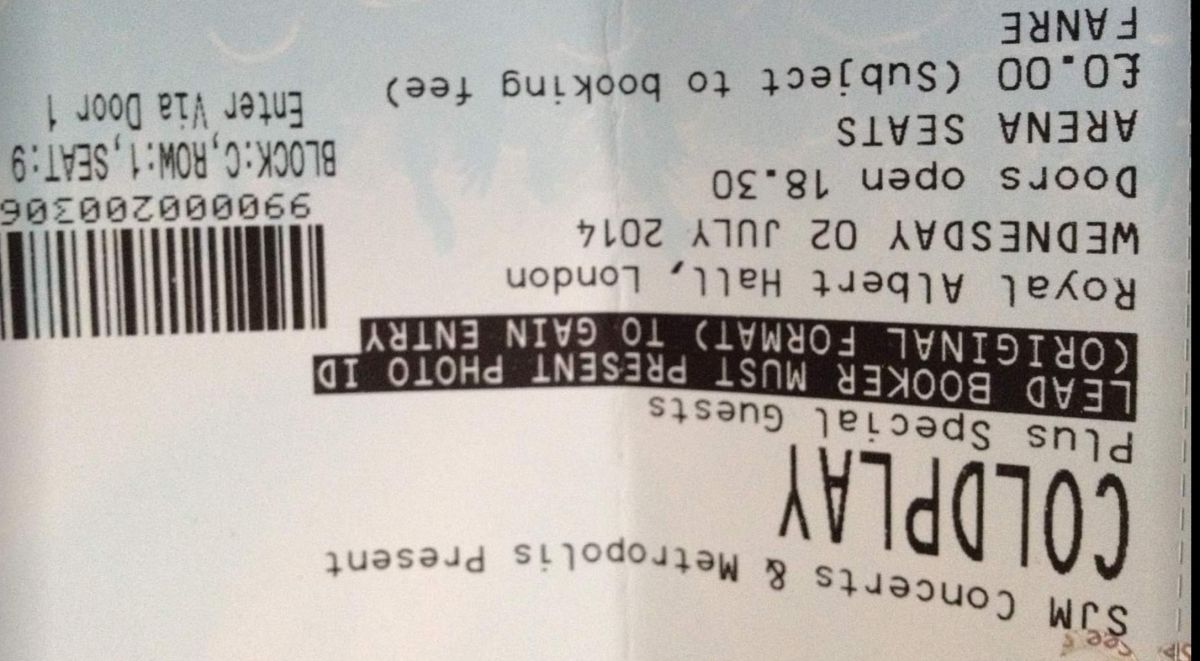 SJM Concerts & Metropolis Present
COLDPLAY
Plus Special Guests
LEAD BOOKER MUST PRESENT PHOTO ID
(ORIGINAL FORMAT) TO GAIN ENTRY
Royal Albert Hall, London
WEDNESDAY 02 JULY 2014
Doors open 18.30
ARENA SEATS
£0.00 (Subject to booking fee)
FANRE
990000200306
BLOCK:C,ROW:1,SEAT:9
Enter Via Door 1